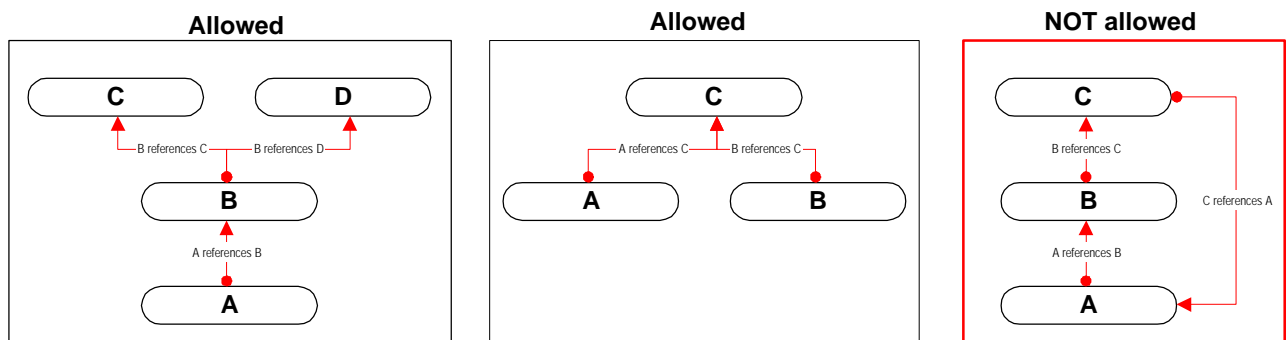 Allowed
C
D
B references C
B references D
B
A references B
A
Allowed
C
A references C
B references C
A
B
NOT allowed
C
B references C
B
C references A
A references B
A